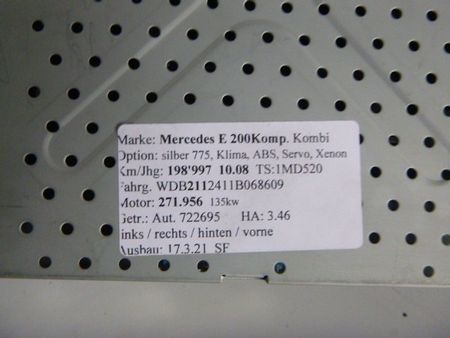 Marke: Mercedes E 200Komp. Kombi
Option: silber 775, Klima, ABS, Servo, Xenon
Km/Jhg: 198'997 10.08 TS:1MD520
Fahrg. WDB2112411B068609
Motor: 271.956 135kw
Getr.: Aut. 722695 HA: 3.46
links / rechts / hinten / vorne
Ausbau: 17.3.21 SF